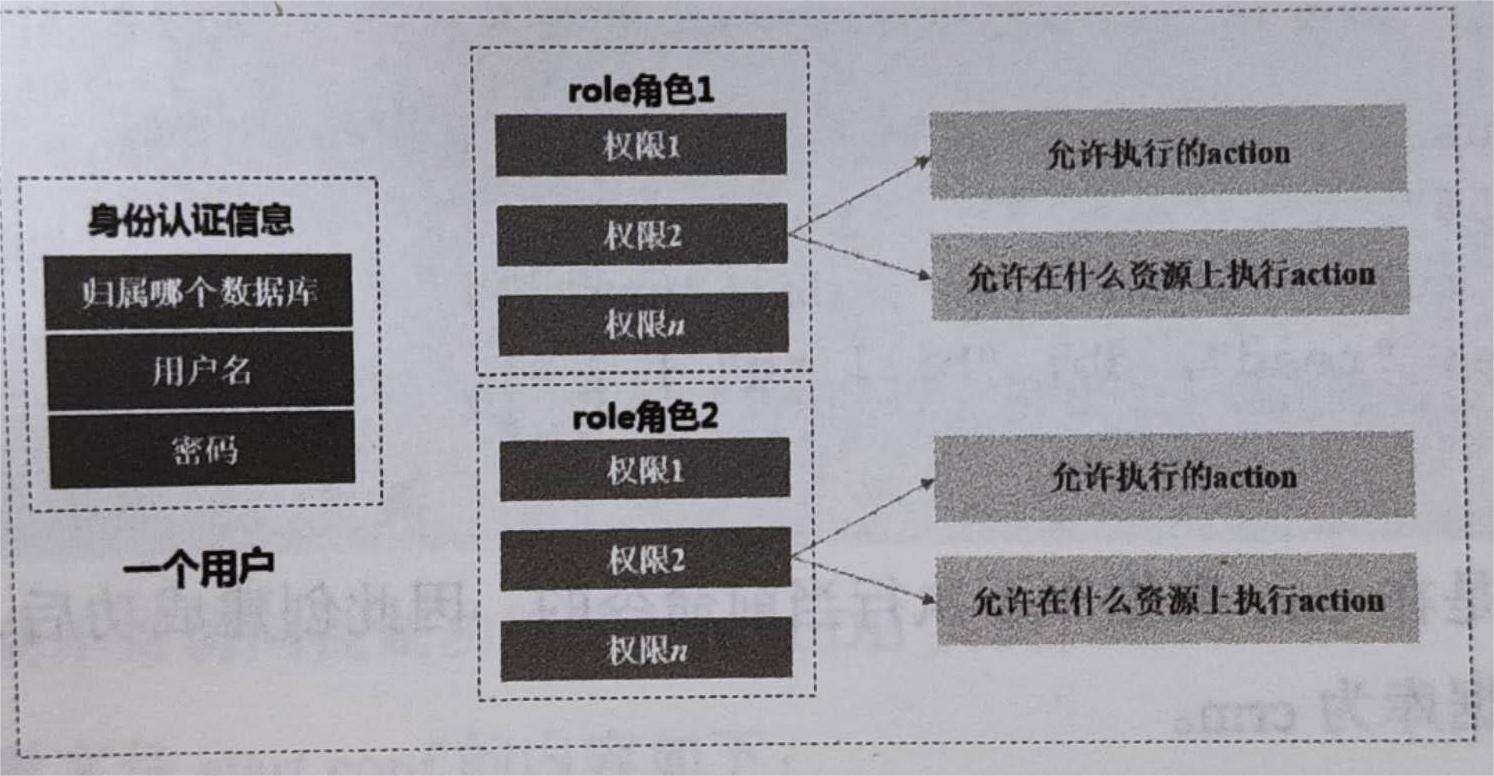 身份认证信息
归属哪个数据库
用户名
密码
一个用户
role角色1
权限1
权限2
权限n
允许执行的action
允许在什么资源上执行action
role角色2
权限1
权限2
权限n
允许执行的action
允许在什么资源上执行action